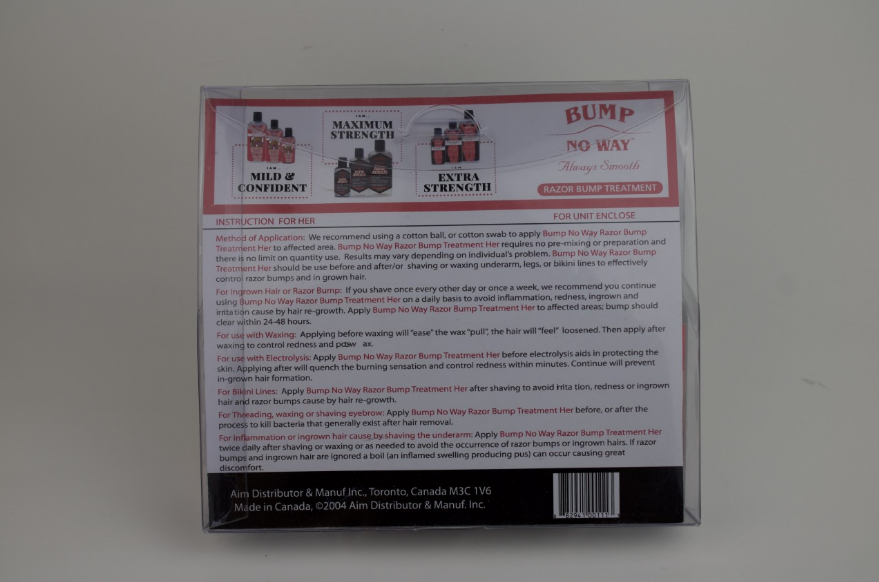 I AM...
MAXIMUM
STRENGTH
I AM
MILD &
CONFIDENT
I AM
EXTRA
STRENGTH
BUMP
NO WAY
Always Smooth
RAZOR BUMP TREATMENT
INSTRUCTION FOR HER
FOR UNIT ENCLOSE
Method of Application: We recommend using a cotton ball, or cotton swab to apply Bump No Way Razor Bump
Treatment Her to affected area. Bump No Way Razor Bump Treatment Her requires no pre-mixing or preparation and
there is no limit on quantity use. Results may vary depending on individual's problem. Bump No Way Razor Bump
Treatment Her should be use before and after/or shaving or waxing underarm, legs, or bikini lines to effectively
control razor bumps and in grown hair.
For Ingrown Hair or Razor Bump: If you shave once every other day or once a week, we recommend you continue
using Bump No Way Razor Bump Treatment Her on a daily basis to avoid inflammation, redness, ingrown and
irritation cause by hair re-growth. Apply Bump No Way Razor Bump Treatment Her to affected areas; bump should
clear within 24-48 hours.
For use with Waxing: Applying before waxing will "ease" the wax "pull", the hair will "feel" loosened. Then apply after
waxing to control redness and ax.
For use with Electrolysis: Apply Bump No Way Razor Bump Treatment Her before electrolysis aids in protecting the
skin. Applying after will quench the burning sensation and control redness within minutes. Continue will prevent
in-grown hair formation.
For Bikini Lines: Apply Bump No Way Razor Bump Treatment Her after shaving to avoid irrita tion, redness or ingrown
hair and razor bumps cause by hair re-growth.
For Threading, waxing or shaving eyebrow: Apply Bump No Way Razor Bump Treatment Her before, or after the
process to kill bacteria that generally exist after hair removal.
For Inflammation or ingrown hair cause by shaving the underarm: Apply Bump No Way Razor Bump Treatment Her
twice daily after shaving or waxing or as needed to avoid the occurrence of razor bumps or ingrown hairs. If razor
bumps and ingrown hair are ignored a boil (an inflamed swelling producing pus) can occur causing great
discomfort.
Aim Distributor & Manuf.Inc., Toronto, Canada M3C 1V6
Made in Canada, ©2004 Aim Distributor & Manuf. Inc.